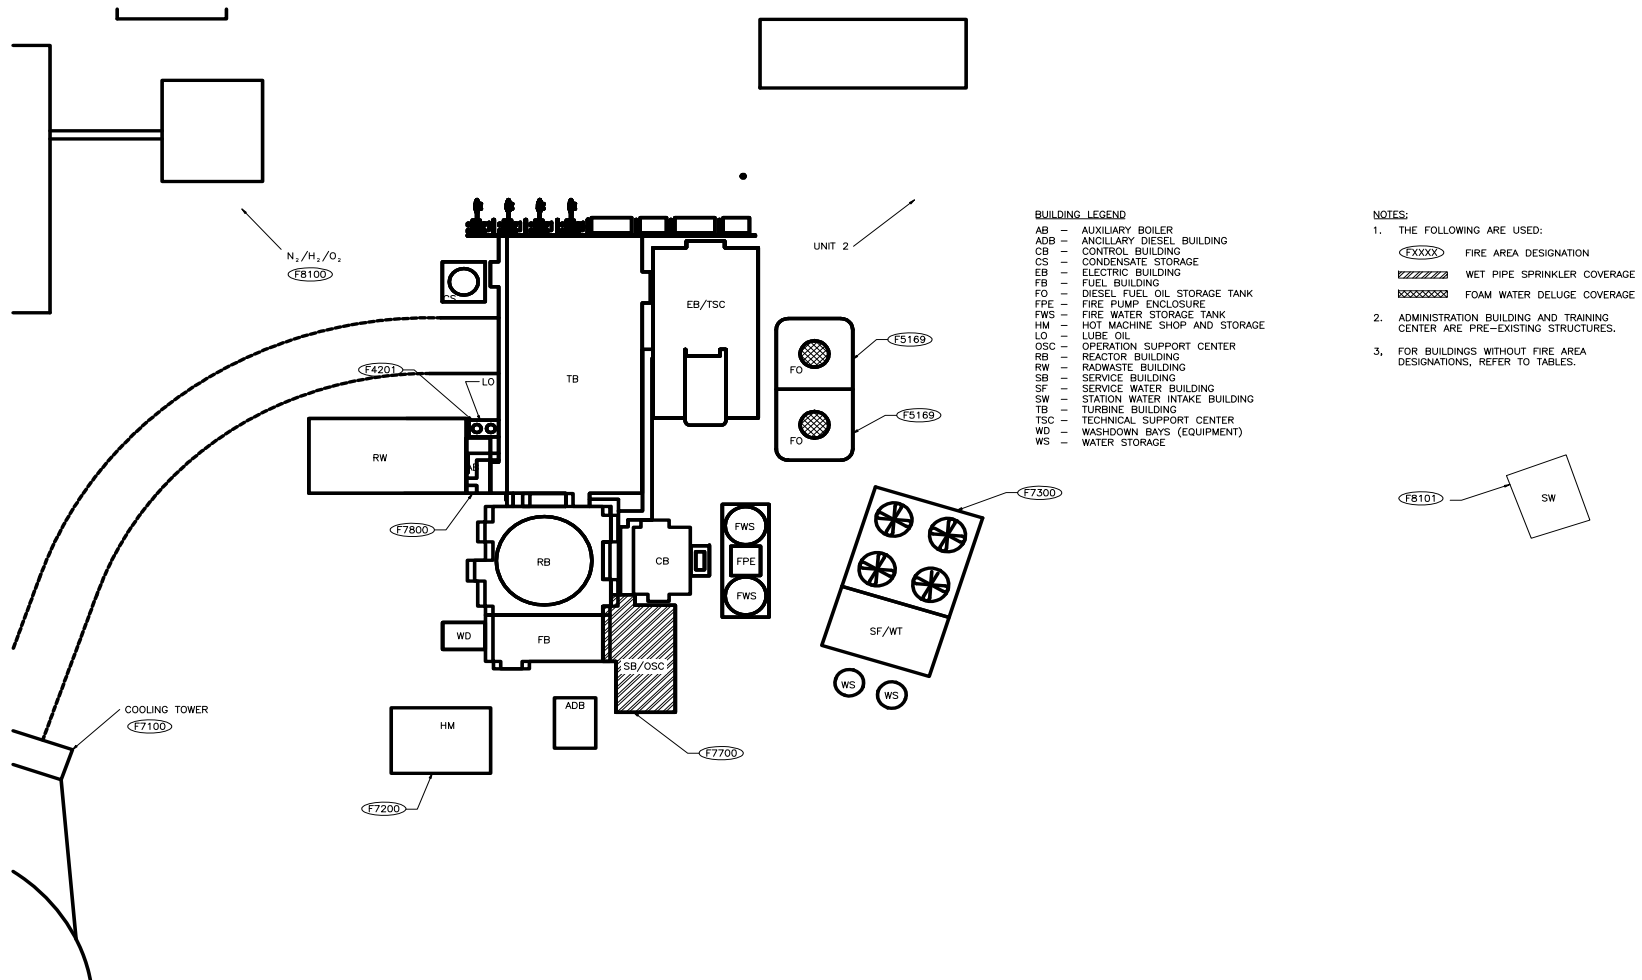 N₂/H₂/O₂
F8100
UNIT 2
CS
EB/TSC
TB
F4201
LO
RW
AB
F7800
FO
F5169
FO
F5169
F7300
RB
CB
FWS
FPE
FWS
WD
FB
SB/OSC
SF/WT
WS
WS
ADB
HM
COOLING TOWER
F7100
F7700
F7200
BUILDING LEGEND
AB – AUXILIARY BOILER
ADB – ANCILLARY DIESEL BUILDING
CB – CONTROL BUILDING
CS – CONDENSATE STORAGE
EB – ELECTRIC BUILDING
FB – FUEL BUILDING
FO – DIESEL FUEL OIL STORAGE TANK
FPE – FIRE PUMP ENCLOSURE
FWS – FIRE WATER STORAGE TANK
HM – HOT MACHINE SHOP AND STORAGE
LO – LUBE OIL
OSC – OPERATION SUPPORT CENTER
RB – REACTOR BUILDING
RW – RADWASTE BUILDING
SB – SERVICE BUILDING
SF – SERVICE WATER BUILDING
SW – STATION WATER INTAKE BUILDING
TB – TURBINE BUILDING
TSC – TECHNICAL SUPPORT CENTER
WD – WASHDOWN BAYS (EQUIPMENT)
WS – WATER STORAGE
NOTES:
1. THE FOLLOWING ARE USED:
FXXXX FIRE AREA DESIGNATION
WET PIPE SPRINKLER COVERAGE
FOAM WATER DELUGE COVERAGE
2. ADMINISTRATION BUILDING AND TRAINING
CENTER ARE PRE–EXISTING STRUCTURES.
3, FOR BUILDINGS WITHOUT FIRE AREA
DESIGNATIONS, REFER TO TABLES.
F8101
SW